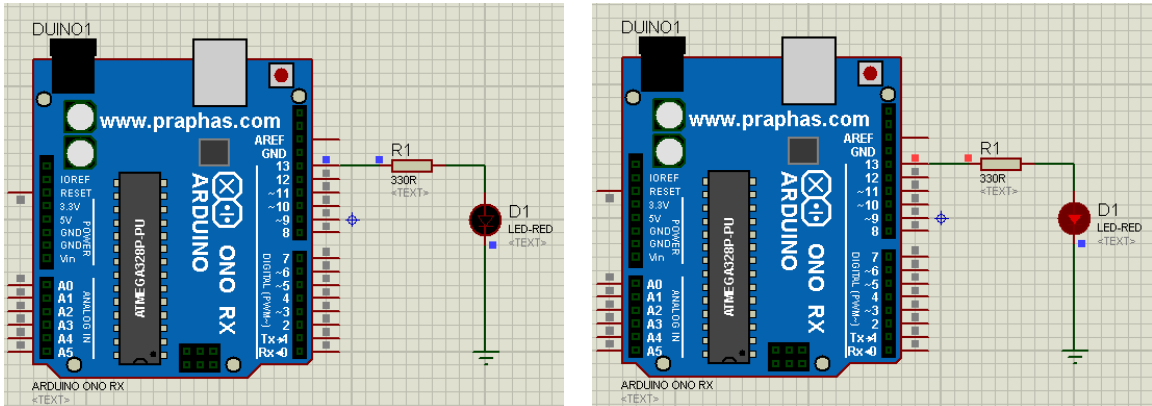 DUINO1
www.praphas.com
AREF
GND
13
12
~11
~10
~9
8
7
~6
~5
4
~3
2
Tx→1
Rx◄0
DIGITAL (PWM~)
IOREF
RESET
3.3V
5V
GND
GND
Vin
POWER
A0
A1
A2
A3
A4
A5
ANALOG IN
ATMEGA328P-PU
ARDUINO
ONO RX
ARDUINO ONO RX
<TEXT>
R1
330R
<TEXT>
D1
LED-RED
<TEXT>
DUINO1
www.praphas.com
AREF
GND
13
12
~11
~10
~9
8
7
~6
~5
4
~3
2
Tx→1
Rx◄0
DIGITAL (PWM~)
IOREF
RESET
3.3V
5V
GND
GND
Vin
POWER
A0
A1
A2
A3
A4
A5
ANALOG IN
ATMEGA328P-PU
ARDUINO
ONO RX
ARDUINO ONO RX
<TEXT>
R1
330R
<TEXT>
D1
LED-RED
<TEXT>